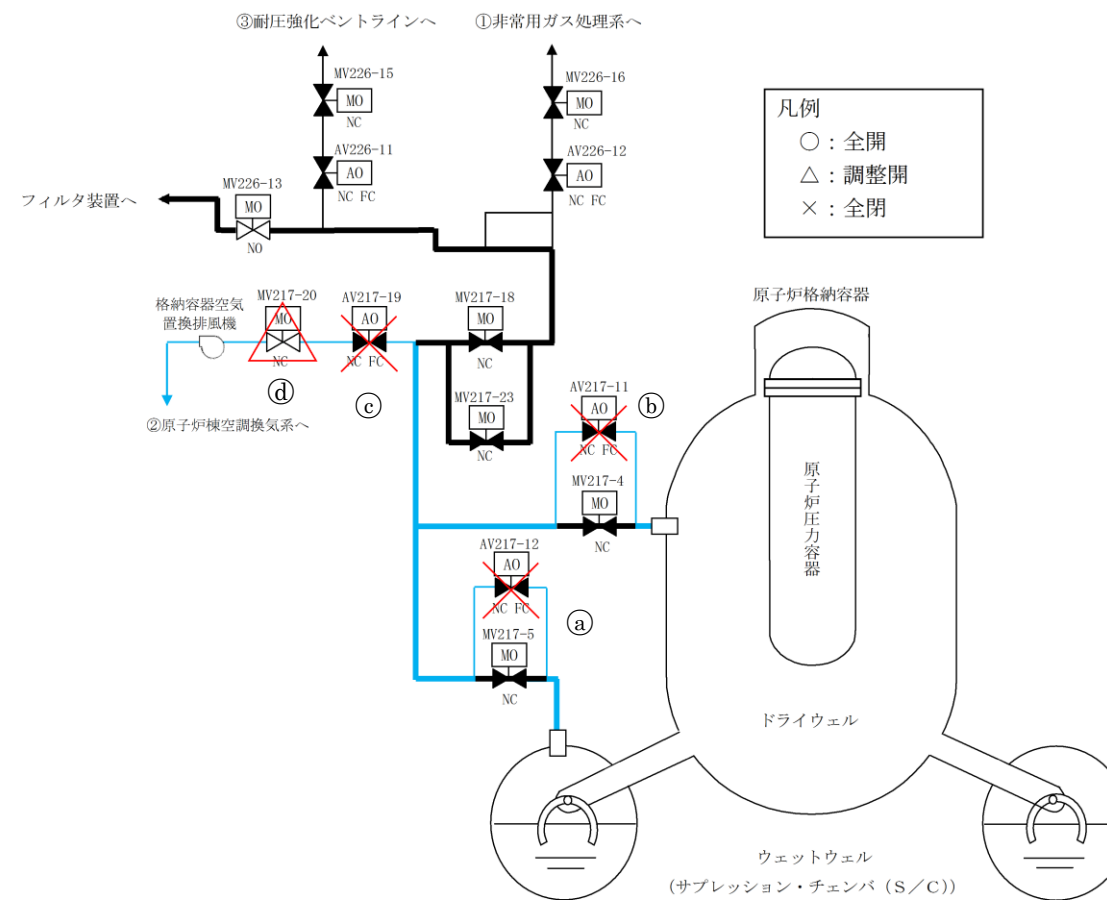 ③耐圧強化ベントラインへ
①非常用ガス処理系へ
MV226-15
MO
NC
MV226-16
MO
NC
AV226-11
AO
NC FC
AV226-12
AO
NC FC
凡例
○：全開
△：調整開
×：全閉
フィルタ装置へ
MV226-13
MO
NO
格納容器空気
置換排風機
MV217-20
MO
NC
ⓓ
AV217-19
AO
NC FC
ⓒ
MV217-18
MO
NC
原子炉格納容器
②原子炉棟空調換気系へ
MV217-23
MO
NC
AV217-11
AO
NC FC
ⓑ
MV217-4
MO
NC
原子炉圧力容器
AV217-12
AO
NC FC
ⓐ
MV217-5
MO
NC
ドライウェル
ウェットウェル
(サプレッション・チェンバ（Ｓ／Ｃ）)